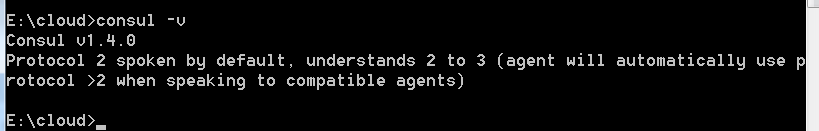 E:\cloud>consul -v
Consul v1.4.0
Protocol 2 spoken by default, understands 2 to 3 (agent will automatically use p
rotocol >2 when speaking to compatible agents)
E:\cloud>_